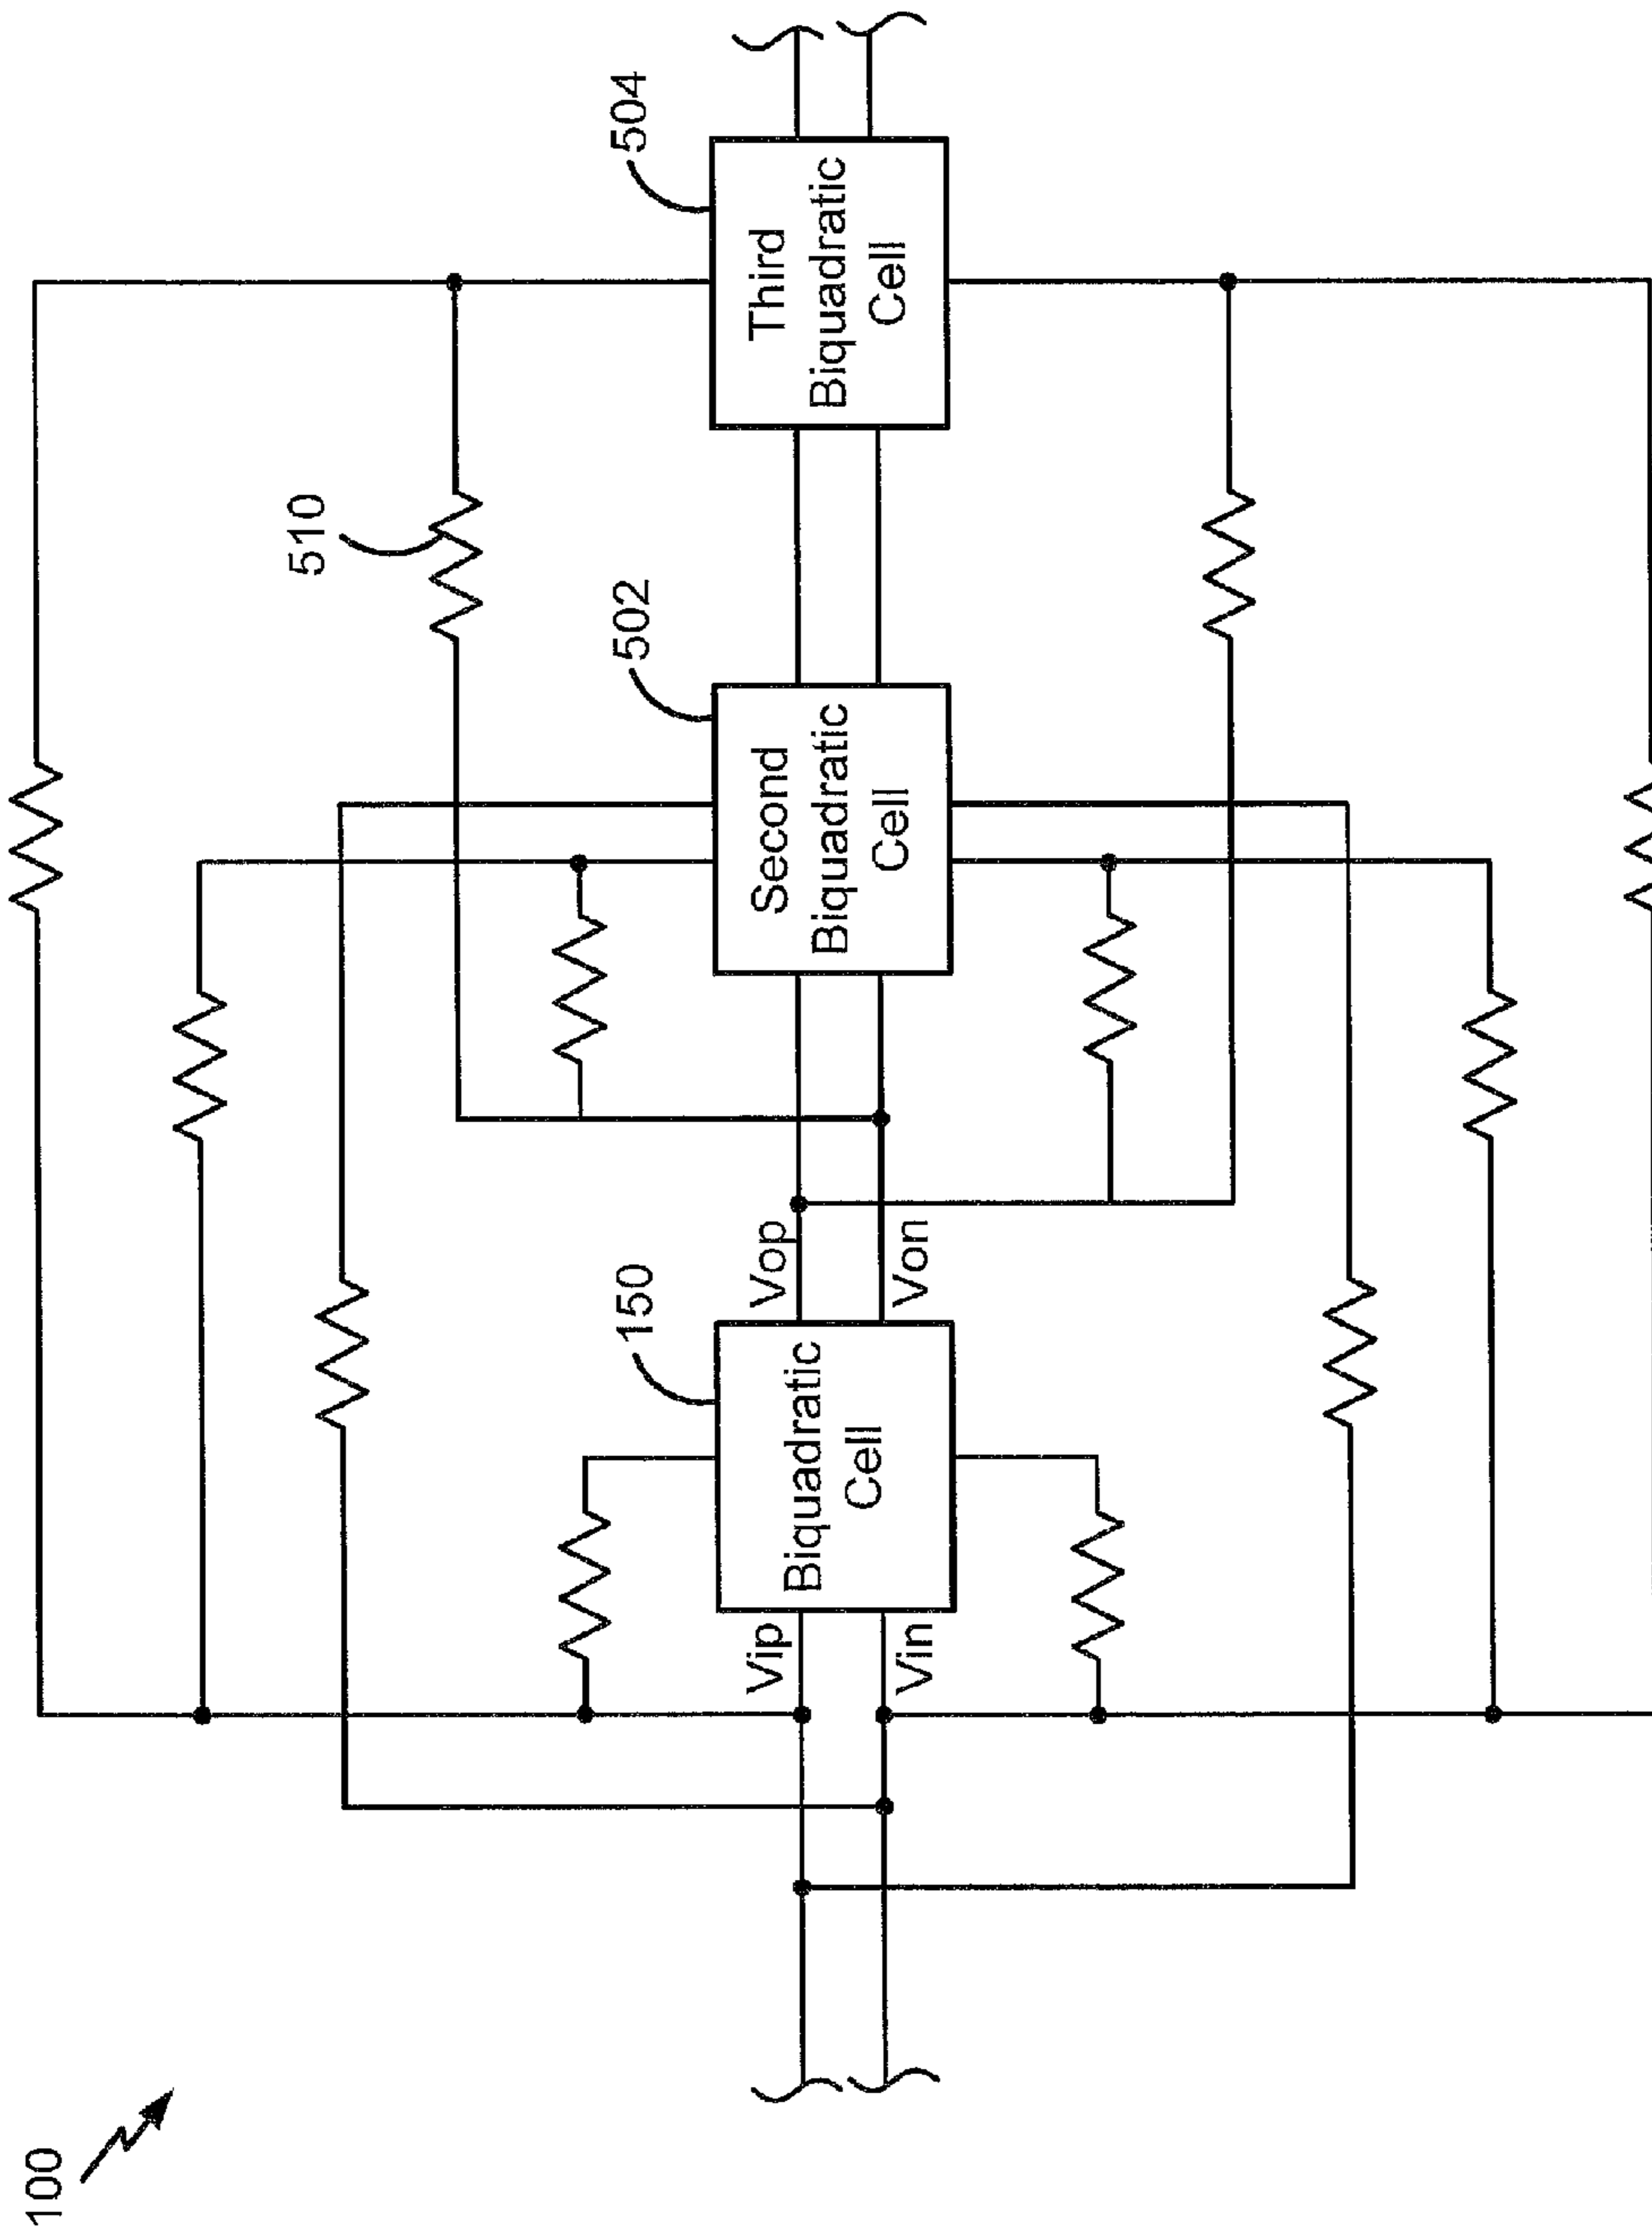 100
510
150
502
504
Vip
Vin
Biquadratic
Cell
Vop
Von
Second
Biquadratic
Cell
Third
Biquadratic
Cell